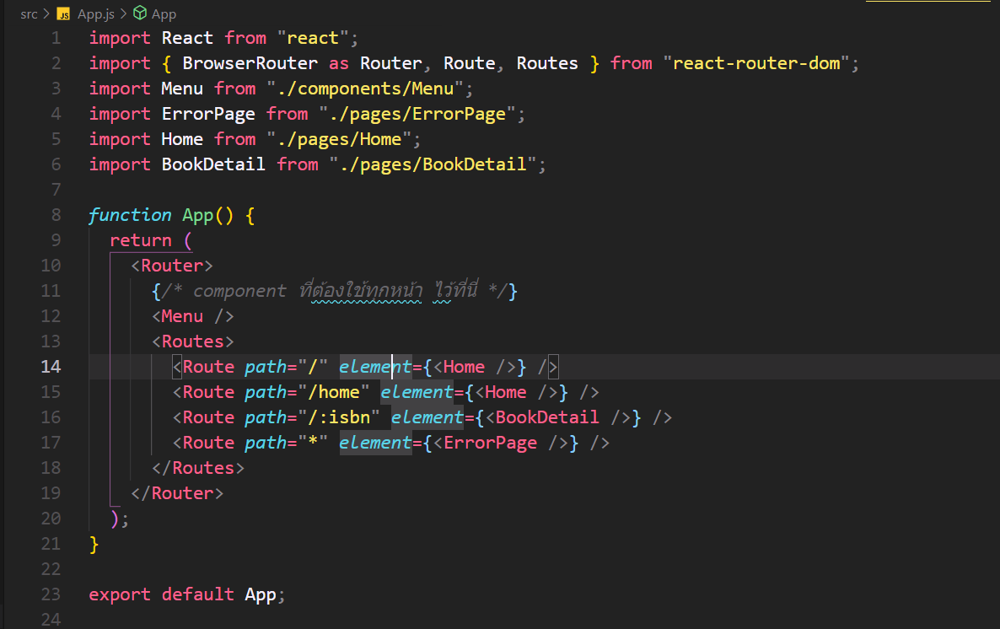 src > JS App.js > App
1 import React from "react";
2 import { BrowserRouter as Router, Route, Routes } from "react-router-dom";
3 import Menu from "./components/Menu";
4 import ErrorPage from "./pages/ErrorPage";
5 import Home from "./pages/Home";
6 import BookDetail from "./pages/BookDetail";
7
8 function App() {
9   return (
10     <Router>
11       {/* component ที่ต้องใช้ทุกหน้า ไว้ที่นี่ */}
12       <Menu />
13       <Routes>
14         <Route path="/" element={<Home />} />
15         <Route path="/home" element={<Home />} />
16         <Route path="/:isbn" element={<BookDetail />} />
17         <Route path="*" element={<ErrorPage />} />
18       </Routes>
19     </Router>
20   );
21 }
22
23 export default App;
24